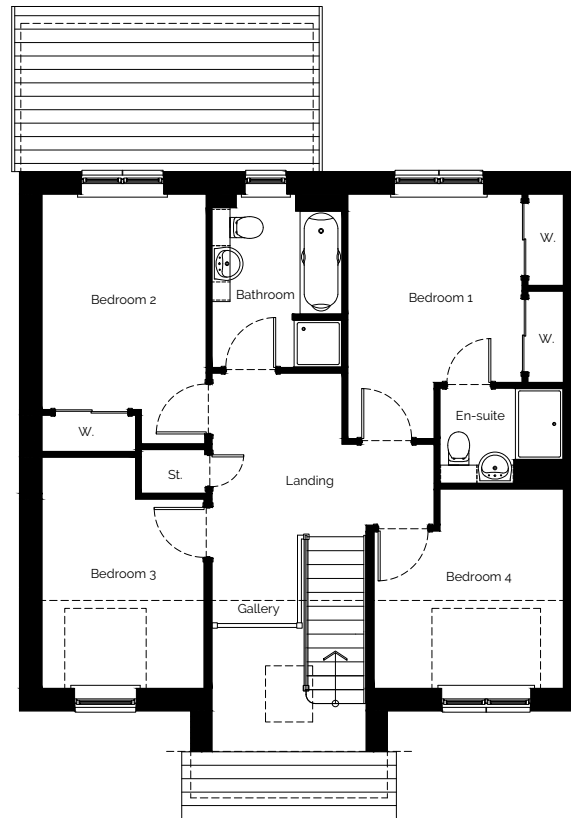 W.
Bathroom
Bedroom 2
Bedroom 1
W.
En-suite
W.
St.
Landing
Bedroom 3
Bedroom 4
Gallery